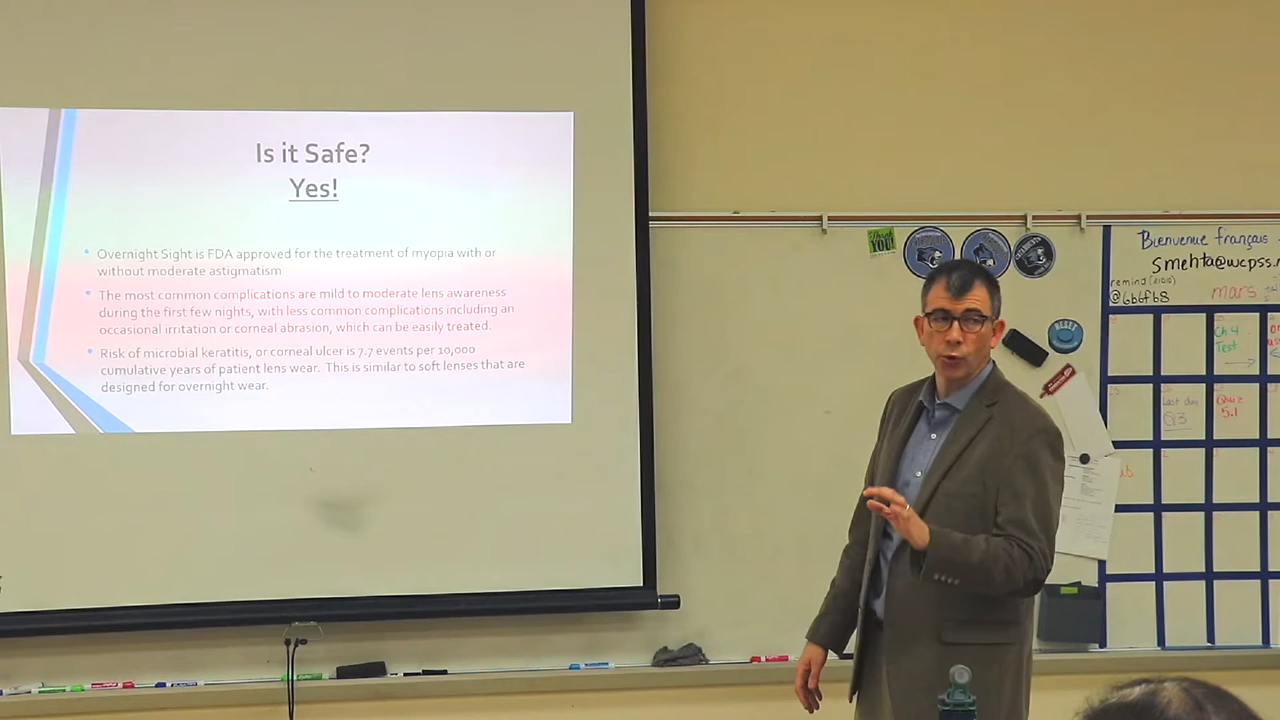 Is it Safe?
Yes!
Overnight Sight is FDA approved for the treatment of myopia with or
without moderate astigmatism
The most common complications are mild to moderate lens awareness
during the first few nights, with less common complications including an
occasional irritation or corneal abrasion, which can be easily treated.
Risk of microbial keratitis, or corneal ulcer is 7.7 events per 10,000
cumulative years of patient lens wear. This is similar to soft lenses that are
designed for overnight wear.
Thank
YOU!
Bienvenue français
smehta@wcpss.
remind
@6b6f68
mars
RESET
Ch 4
Test
Last day
Q3
Quiz
5.1